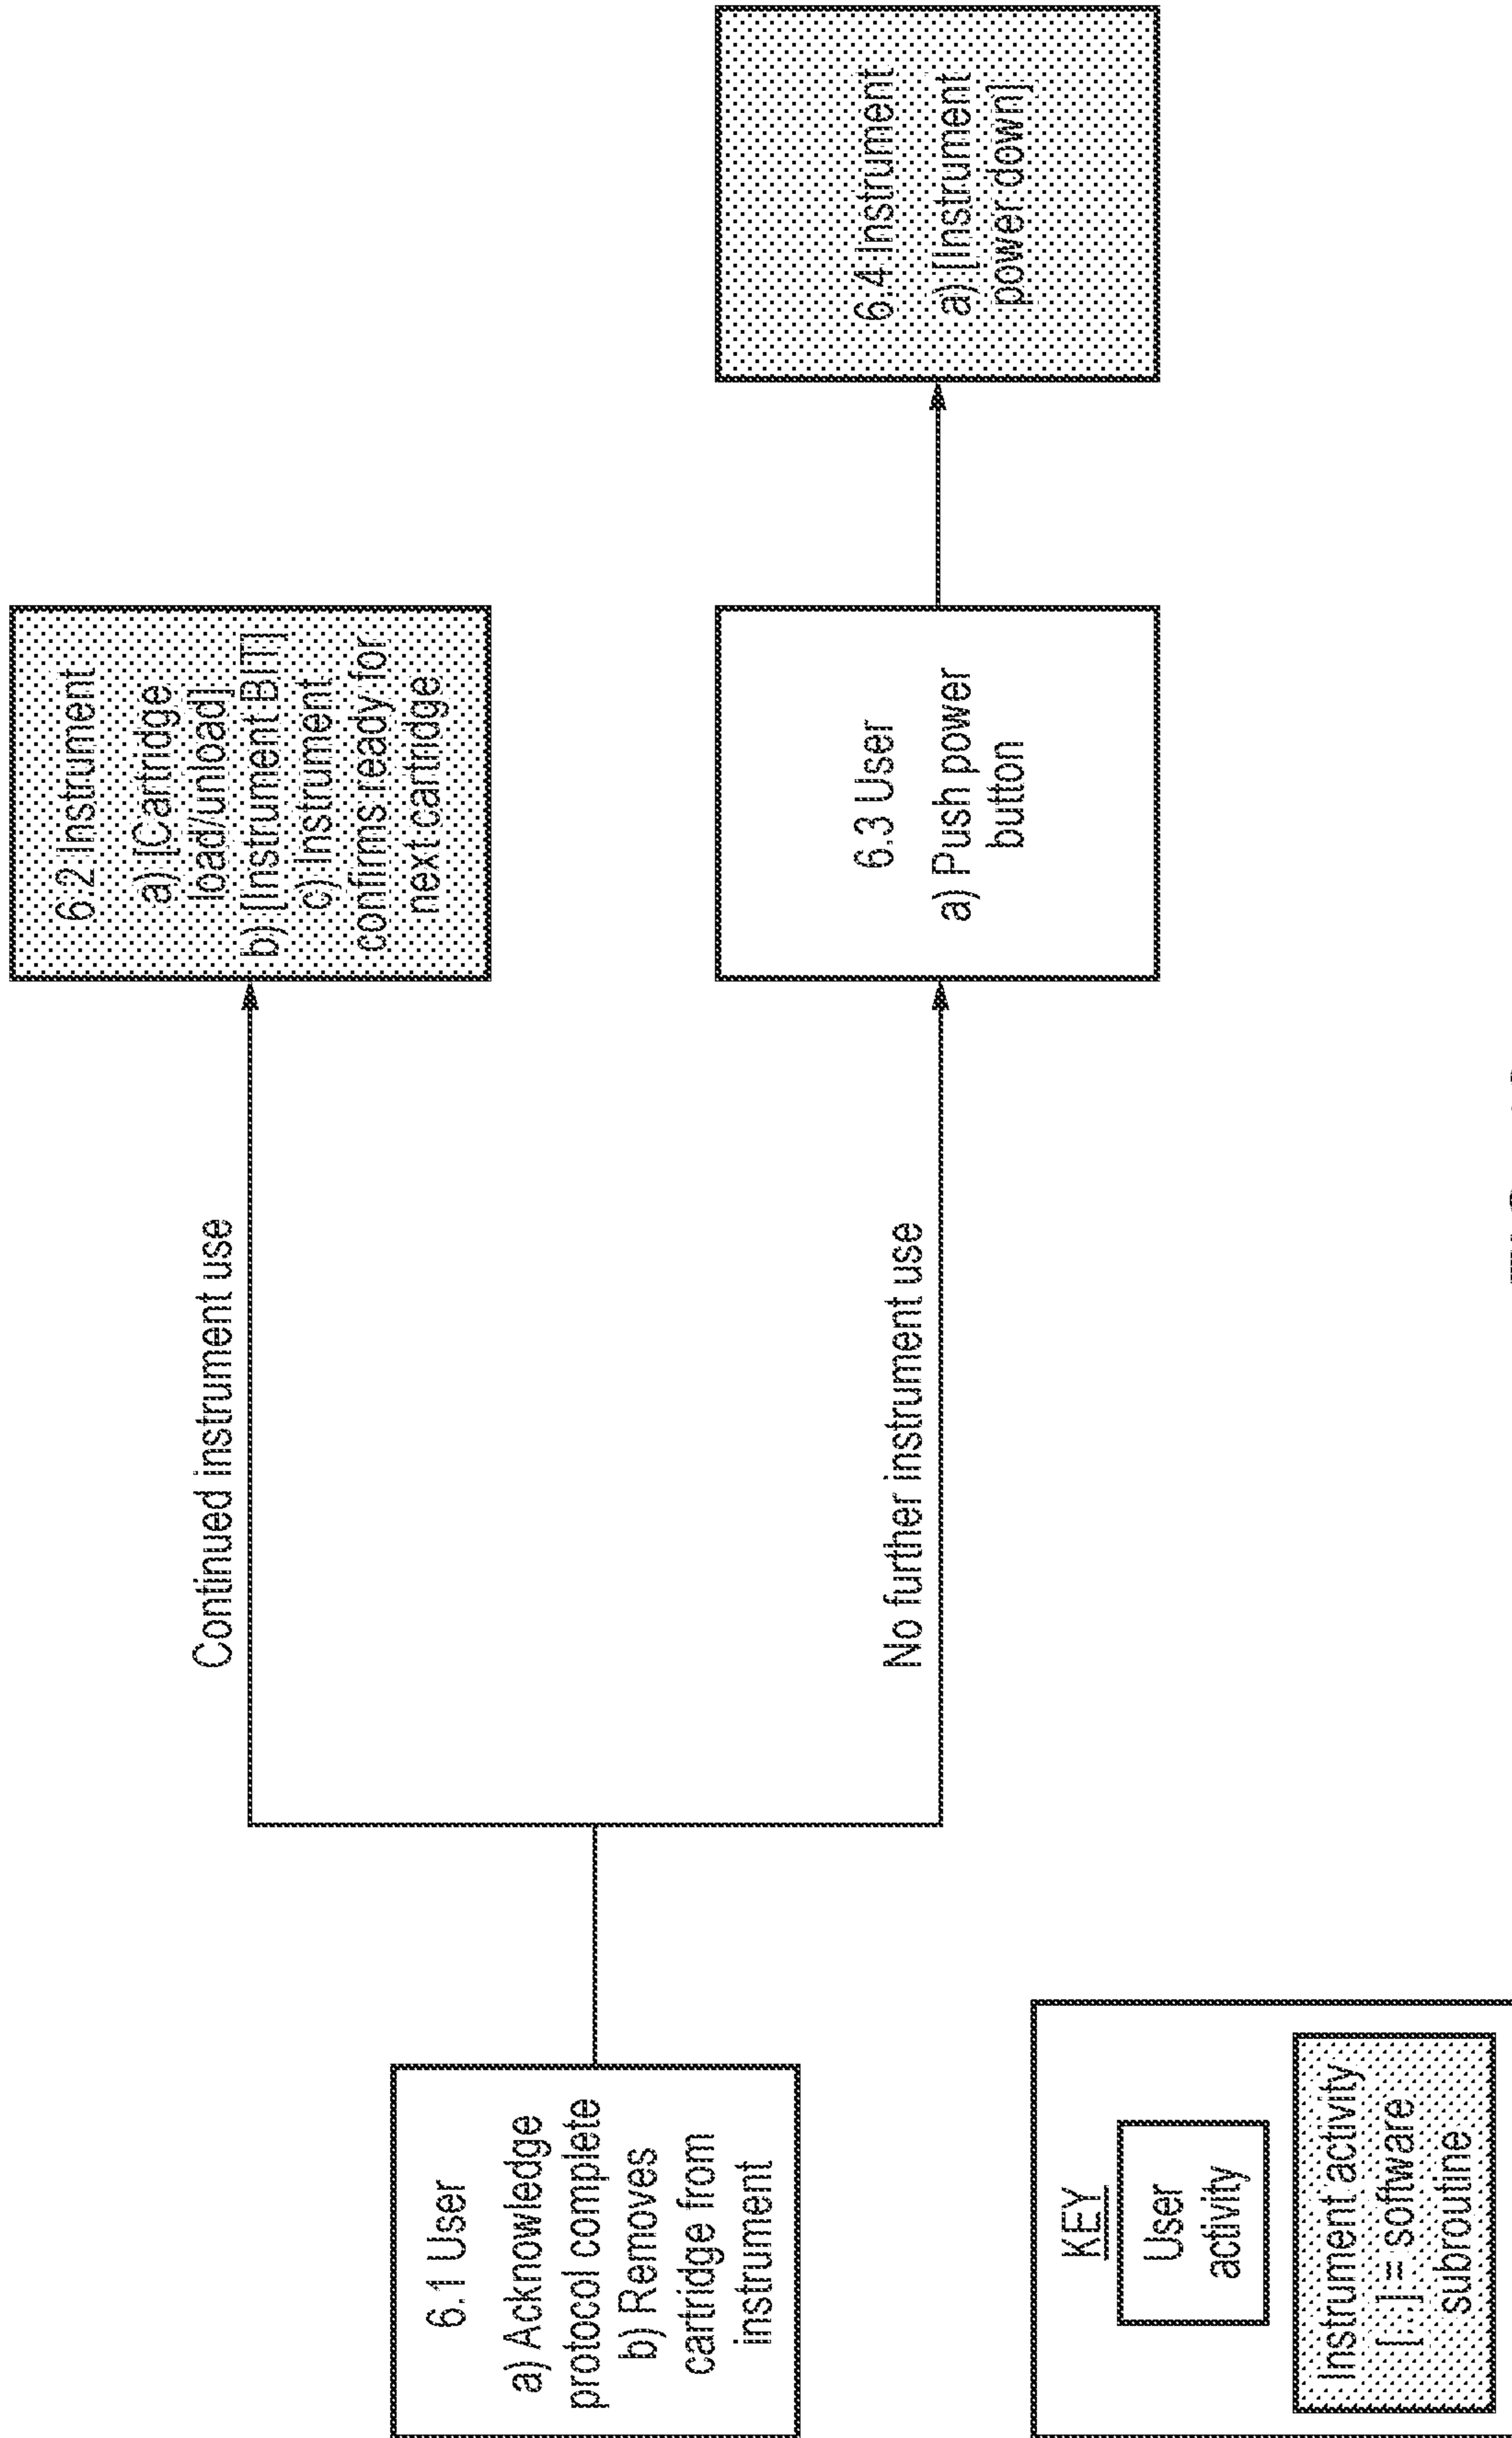 6.1 User
a) Acknowledge
protocol complete
b) Removes
cartridge from
instrument
Continued instrument use
6.2 Instrument
a) [Cartridge
load/unload]
b) [Instrument BIT]
c) Instrument
confirms ready for
next cartridge
No further instrument use
6.3 User
a) Push power
button
6.4 Instrument
a) [Instrument
power down]
KEY
User
activity
Instrument activity
[..] = software
subroutine